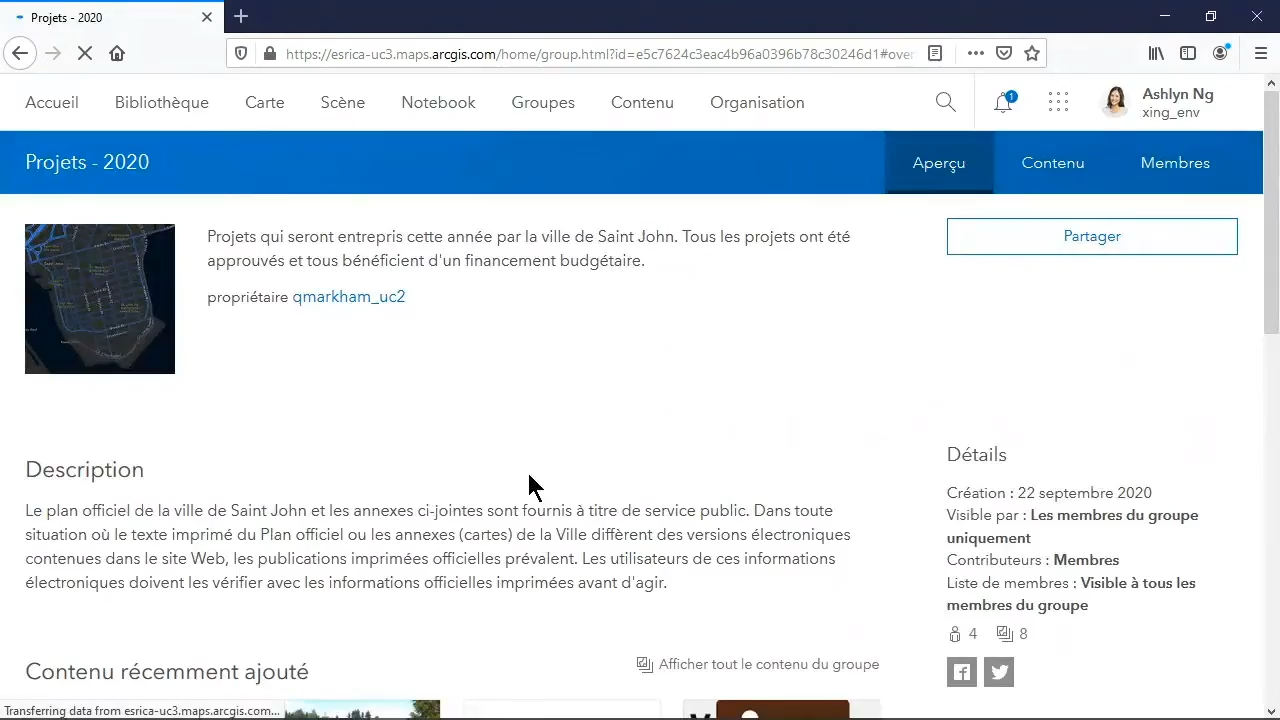 Projets - 2020
https://esrica-uc3.maps.arcgis.com/home/group.html?id=e5c7624c3eac4b96a0396b78c30246d1#over
Accueil Bibliothèque Carte Scène Notebook Groupes Contenu Organisation
1
Ashlyn Ng
xing_env
Projets - 2020
Aperçu Contenu Membres
Projets qui seront entrepris cette année par la ville de Saint John. Tous les projets ont été
approuvés et tous bénéficient d'un financement budgétaire.
propriétaire qmarkham_uc2
Partager
Description
Le plan officiel de la ville de Saint John et les annexes ci-jointes sont fournis à titre de service public. Dans toute
situation où le texte imprimé du Plan officiel ou les annexes (cartes) de la Ville diffèrent des versions électroniques
contenues dans le site Web, les publications imprimées officielles prévalent. Les utilisateurs de ces informations
électroniques doivent les vérifier avec les informations officielles imprimées avant d'agir.
Détails
Création : 22 septembre 2020
Visible par : Les membres du groupe
uniquement
Contributeurs : Membres
Liste de membres : Visible à tous les
membres du groupe
4 8
Contenu récemment ajouté
Afficher tout le contenu du groupe
Transferring data from esrica-uc3.maps.arcgis.com...